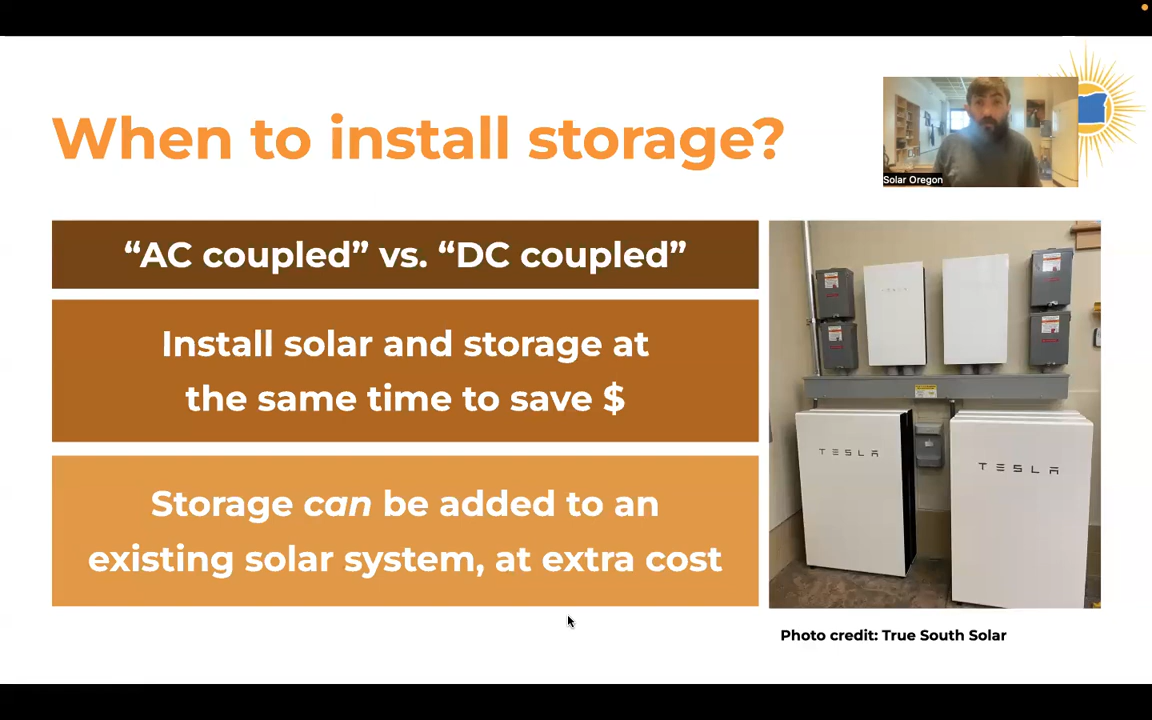 When to install storage?
Solar Oregon
“AC coupled” vs. “DC coupled”
Install solar and storage at
the same time to save $
Storage can be added to an
existing solar system, at extra cost
TESLA
TESLA
Photo credit: True South Solar